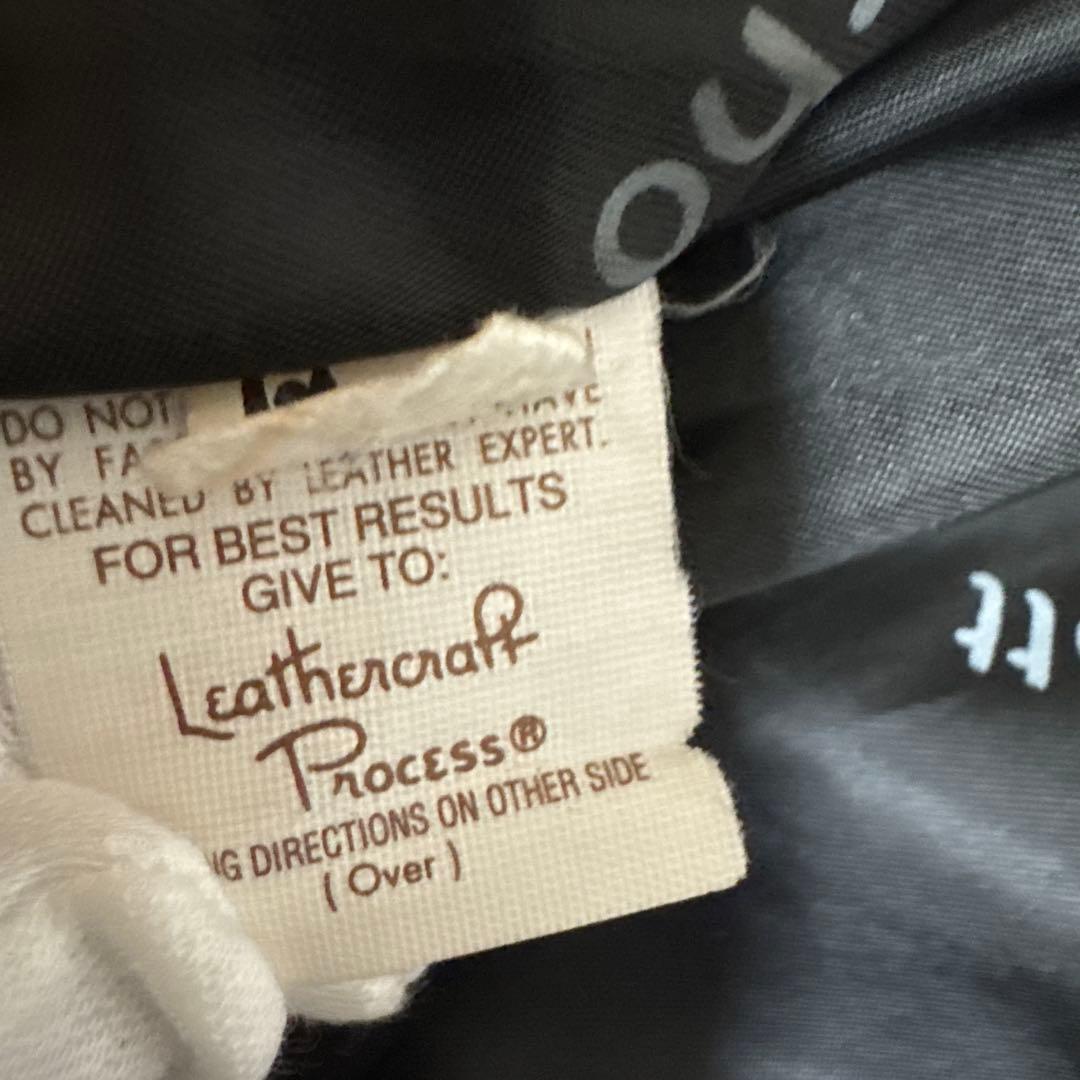 DO NOT
BY
CLEANED BY LEATHER EXPERT.
FOR BEST RESULTS
GIVE TO:
Leathercraft
Process®
DIRECTIONS ON OTHER SIDE
( Over )